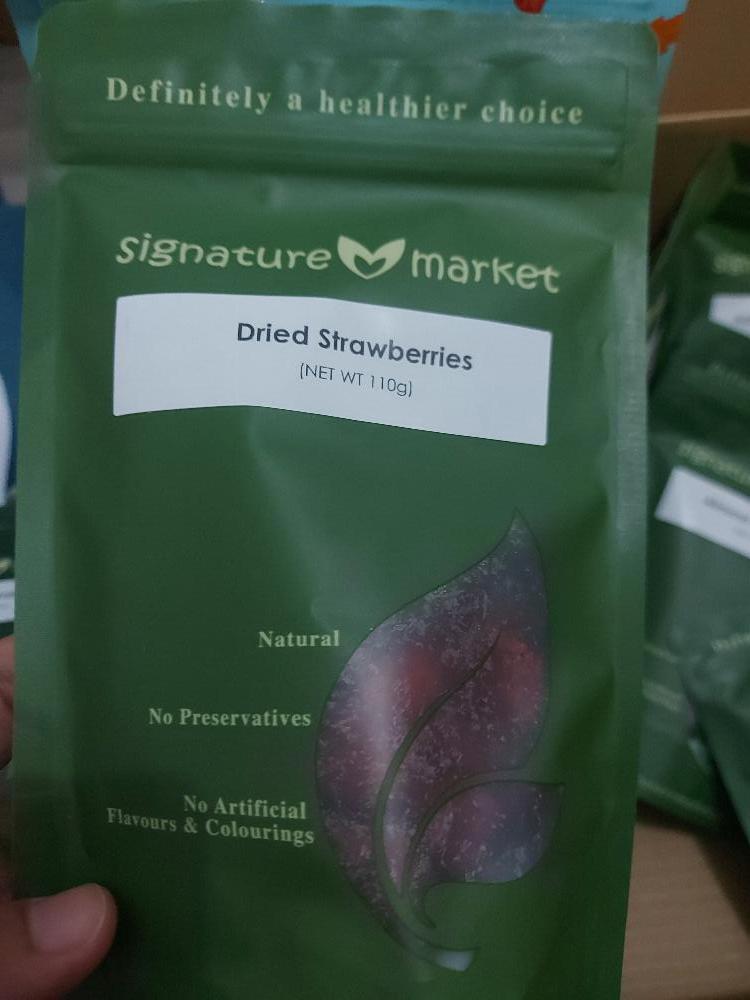 Definitely a healthier choice
signature market
Dried Strawberries
(NET WT 110g)
Natural
No Preservatives
No Artificial
Flavours & Colourings